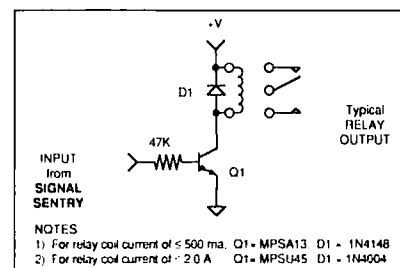 +V
D1
Typical
RELAY
OUTPUT
47K
INPUT
from
SIGNAL
SENTRY
Q1
NOTES
1) For relay coil current of ≤ 500 ma, Q1= MPSA13 D1 = 1N4148
2) For relay coil current of 2.0 A Q1= MPSU45 D1 - 1N4004